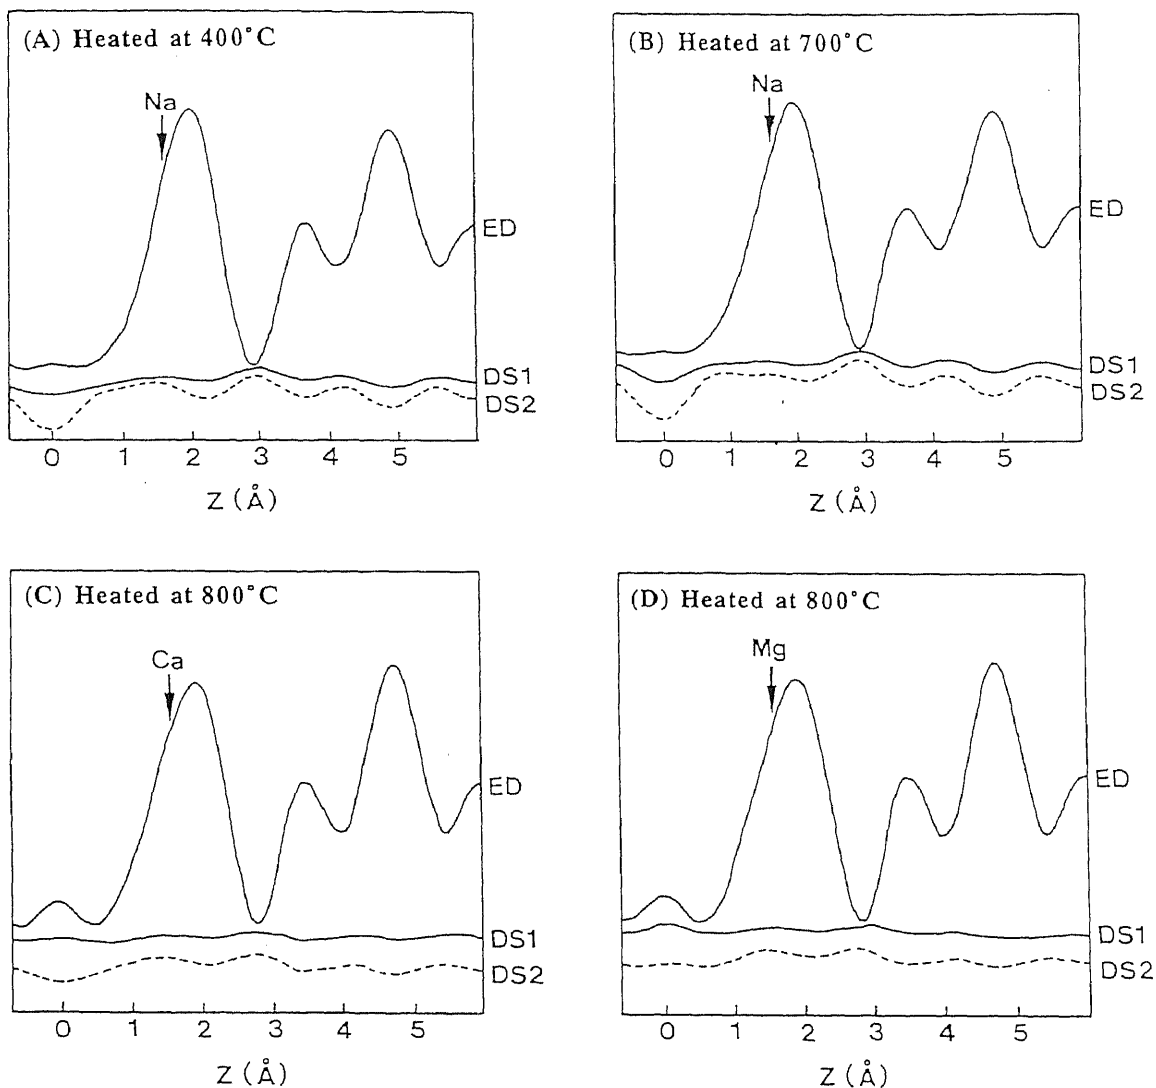 (A) Heated at 400°C
Na
ED
DS1
DS2
0 1 2 3 4 5
Z (Å)
(B) Heated at 700°C
Na
ED
DS1
DS2
0 1 2 3 4 5
Z (Å)
(C) Heated at 800°C
Ca
ED
DS1
DS2
0 1 2 3 4 5
Z (Å)
(D) Heated at 800°C
Mg
ED
DS1
DS2
0 1 2 3 4 5
Z (Å)